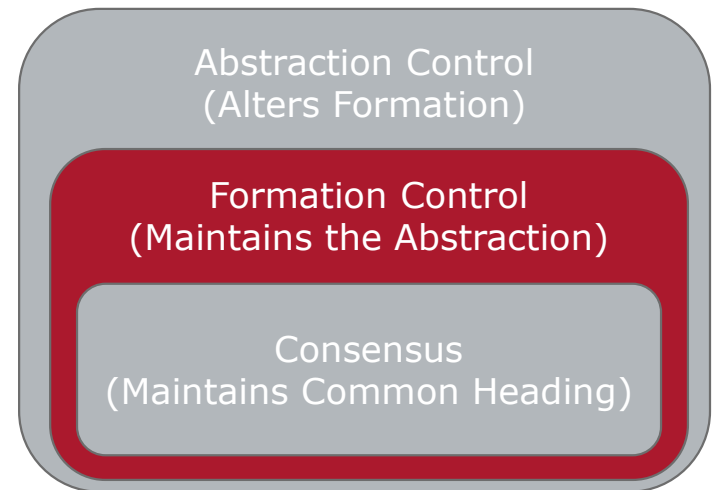 Abstraction Control
(Alters Formation)
Formation Control
(Maintains the Abstraction)
Consensus
(Maintains Common Heading)